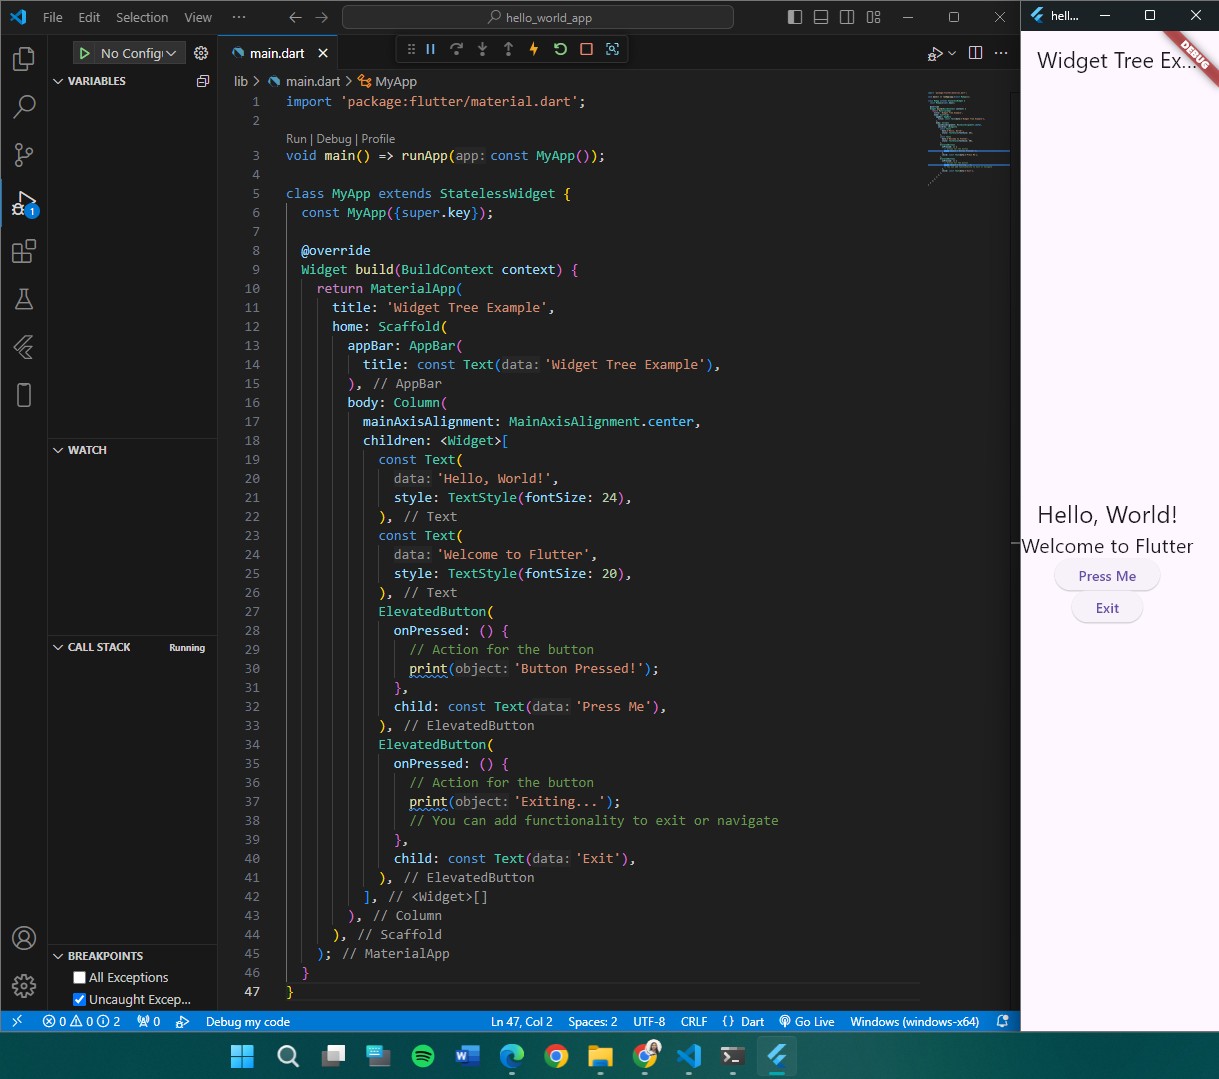 File Edit Selection View ··· hello_world_app
hello...
No Config
main.dart
Widget Tree Ex...
DEBUG
VARIABLES
lib > main.dart > MyApp
1 import 'package:flutter/material.dart';
2
Run | Debug | Profile
3 void main() => runApp(app: const MyApp());
4
5 class MyApp extends StatelessWidget {
6 const MyApp({super.key});
7
8 @override
9 Widget build(BuildContext context) {
10 return MaterialApp(
11 title: 'Widget Tree Example',
12 home: Scaffold(
13 appBar: AppBar(
14 title: const Text(data: 'Widget Tree Example'),
15 ), // AppBar
16 body: Column(
17 mainAxisAlignment: MainAxisAlignment.center,
18 children: <Widget>[
19 const Text(
20 data: 'Hello, World!',
21 style: TextStyle(fontSize: 24),
22 ), // Text
23 const Text(
24 data: 'Welcome to Flutter',
25 style: TextStyle(fontSize: 20),
26 ), // Text
27 ElevatedButton(
28 onPressed: () {
29 // Action for the button
30 print(object: 'Button Pressed!');
31 },
32 child: const Text(data: 'Press Me'),
33 ), // ElevatedButton
34 ElevatedButton(
35 onPressed: () {
36 // Action for the button
37 print(object: 'Exiting...');
38 // You can add functionality to exit or navigate
39 },
40 child: const Text(data: 'Exit'),
41 ), // ElevatedButton
42 ], // <Widget>[]
43 ), // Column
44 ), // Scaffold
45 ); // MaterialApp
46 }
47 }
WATCH
CALL STACK Running
BREAKPOINTS
All Exceptions
Uncaught Excep...
1
Hello, World!
Welcome to Flutter
Press Me
Exit
0 0 2 0 Debug my code Ln 47, Col 2 Spaces: 2 UTF-8 CRLF {} Dart Go Live Windows (windows-x64)